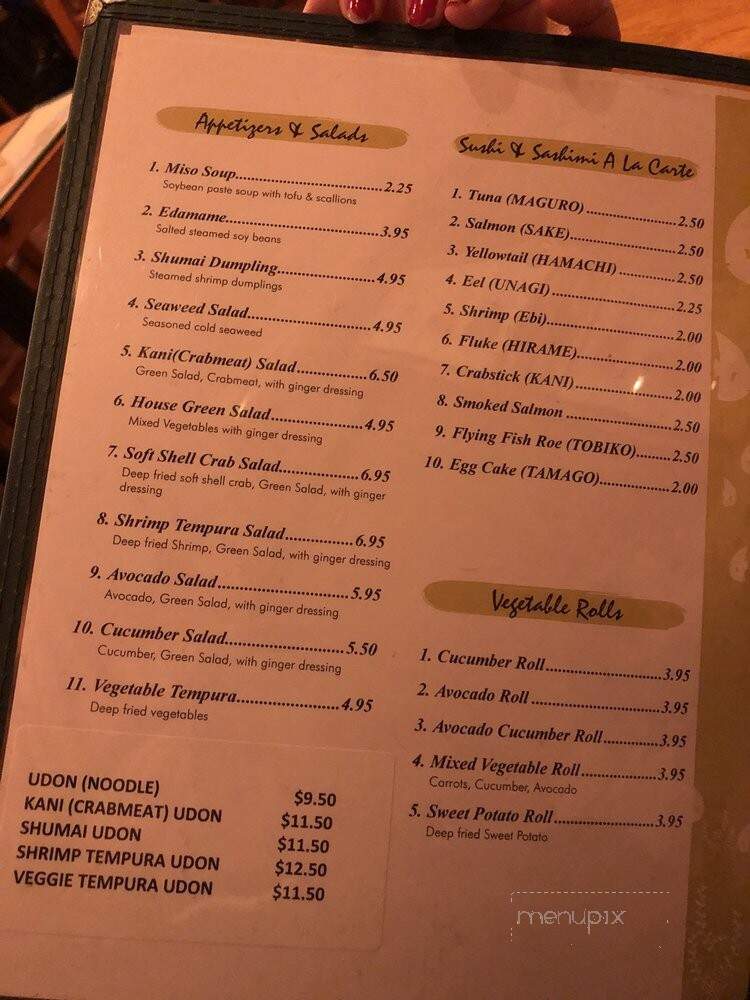 Appetizers & Salads
1. Miso Soup......2.25
Soybean paste soup with tofu & scallions
2. Edamame......3.95
Salted steamed soy beans
3. Shumai Dumpling......4.95
Steamed shrimp dumplings
4. Seaweed Salad......4.95
Seasoned cold seaweed
5. Kani(Crabmeat) Salad......6.50
Green Salad, Crabmeat, with ginger dressing
6. House Green Salad......4.95
Mixed Vegetables with ginger dressing
7. Soft Shell Crab Salad......6.95
Deep fried soft shell crab, Green Salad, with ginger
dressing
8. Shrimp Tempura Salad......6.95
Deep fried Shrimp, Green Salad, with ginger dressing
9. Avocado Salad......5.95
Avocado, Green Salad, with ginger dressing
10. Cucumber Salad......5.50
Cucumber, Green Salad, with ginger dressing
11. Vegetable Tempura......4.95
Deep fried vegetables
UDON (NOODLE) $9.50
KANI (CRABMEAT) UDON $11.50
SHUMAI UDON $11.50
SHRIMP TEMPURA UDON $12.50
VEGGIE TEMPURA UDON $11.50
Sushi & Sashimi A La Carte
1. Tuna (MAGURO)......2.50
2. Salmon (SAKE)......2.50
3. Yellowtail (HAMACHI)......2.50
4. Eel (UNAGI)......2.25
5. Shrimp (Ebi)......2.00
6. Fluke (HIRAME)......2.00
7. Crabstick (KANI)......2.00
8. Smoked Salmon......2.50
9. Flying Fish Roe (TOBIKO)......2.50
10. Egg Cake (TAMAGO)......2.00
Vegetable Rolls
1. Cucumber Roll......3.95
2. Avocado Roll......3.95
3. Avocado Cucumber Roll......3.95
4. Mixed Vegetable Roll......3.95
Carrots, Cucumber, Avocado
5. Sweet Potato Roll......3.95
Deep fried Sweet Potato
menupix